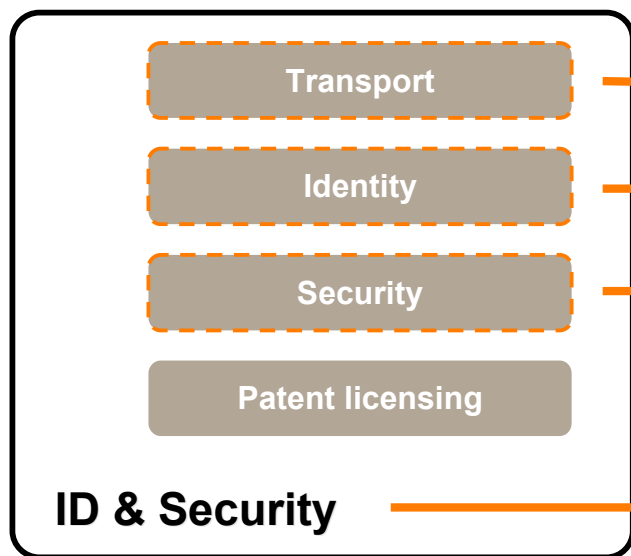 Transport
Identity
Security
Patent licensing
ID & Security